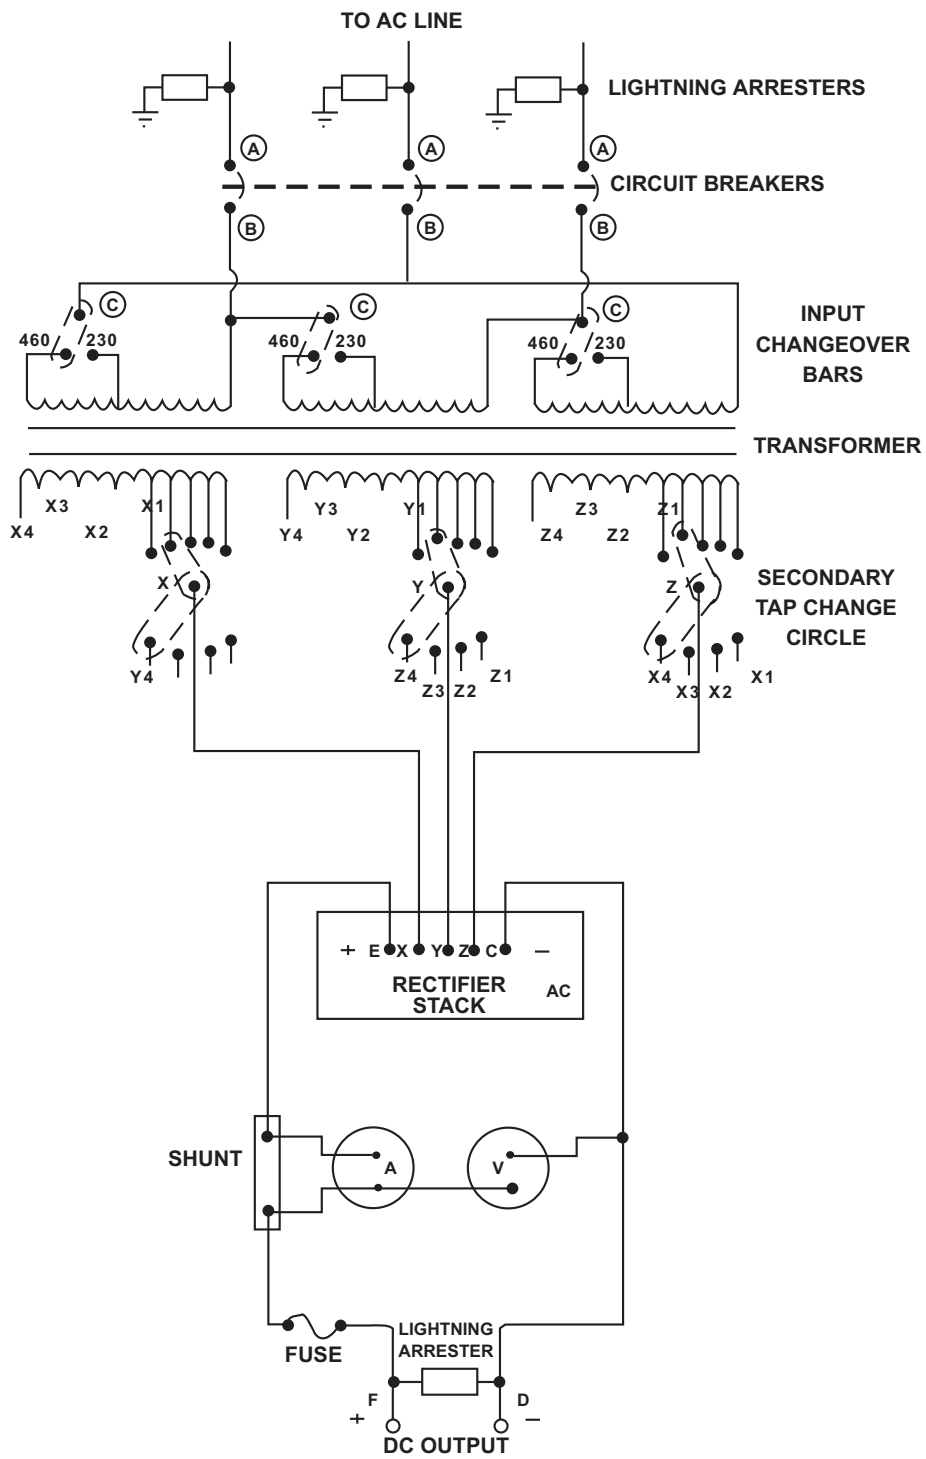 TO AC LINE
LIGHTNING ARRESTERS
A A A
CIRCUIT BREAKERS
B B B
C C C
460 230 460 230 460 230
INPUT
CHANGEOVER
BARS
TRANSFORMER
X4 X3 X2 X1
Y4 Y3 Y2 Y1
Z4 Z3 Z2 Z1
X Y Z
SECONDARY
TAP CHANGE
CIRCLE
Y4
Z4 Z3 Z2 Z1
X4 X3 X2 X1
+ E X Y Z C −
RECTIFIER
STACK
AC
SHUNT
A V
FUSE
LIGHTNING
ARRESTER
F D
+ −
DC OUTPUT